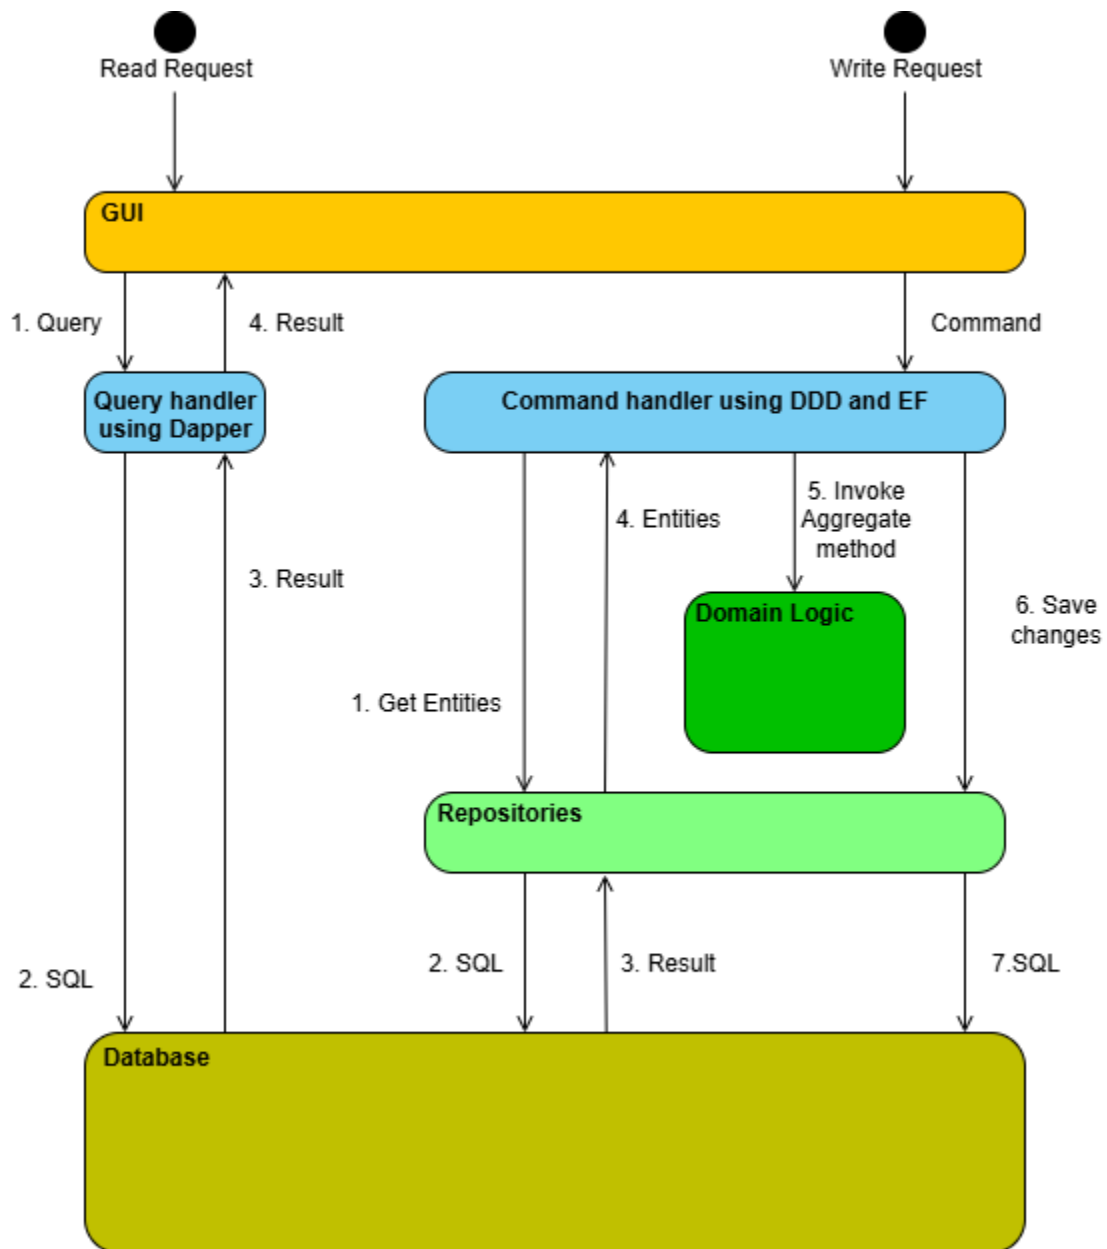 Read Request
Write Request
GUI
1. Query
4. Result
Command
Query handler
using Dapper
Command handler using DDD and EF
4. Entities
5. Invoke
Aggregate
method
3. Result
Domain Logic
6. Save
changes
1. Get Entities
Repositories
2. SQL
2. SQL
3. Result
7.SQL
Database